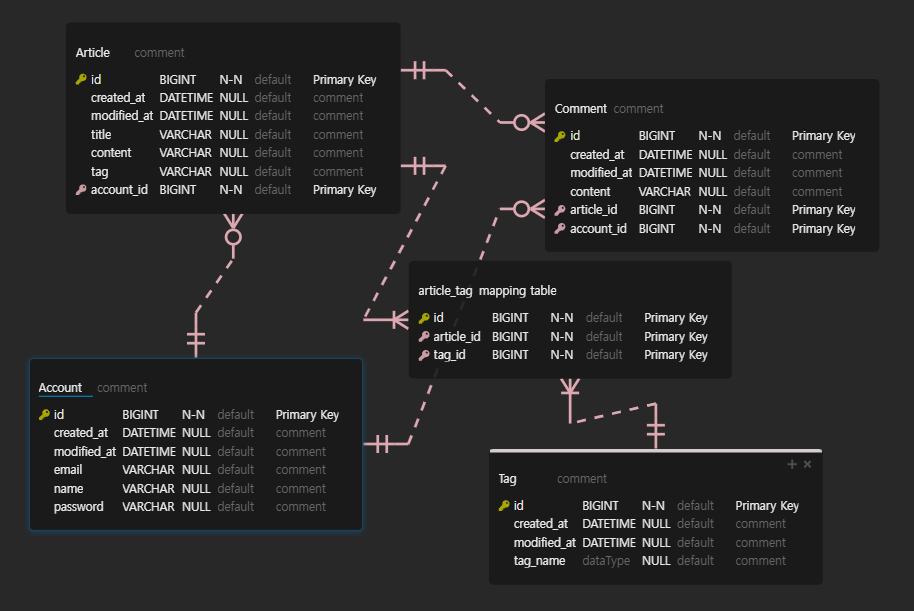 Article comment
id BIGINT N-N default Primary Key
created_at DATETIME NULL default comment
modified_at DATETIME NULL default comment
title VARCHAR NULL default comment
content VARCHAR NULL default comment
tag VARCHAR NULL default comment
account_id BIGINT N-N default Primary Key
Comment comment
id BIGINT N-N default Primary Key
created_at DATETIME NULL default comment
modified_at DATETIME NULL default comment
content VARCHAR NULL default comment
article_id BIGINT N-N default Primary Key
account_id BIGINT N-N default Primary Key
article_tag mapping table
id BIGINT N-N default Primary Key
article_id BIGINT N-N default Primary Key
tag_id BIGINT N-N default Primary Key
Account comment
id BIGINT N-N default Primary Key
created_at DATETIME NULL default comment
modified_at DATETIME NULL default comment
email VARCHAR NULL default comment
name VARCHAR NULL default comment
password VARCHAR NULL default comment
Tag comment
id BIGINT N-N default Primary Key
created_at DATETIME NULL default comment
modified_at DATETIME NULL default comment
tag_name dataType NULL default comment